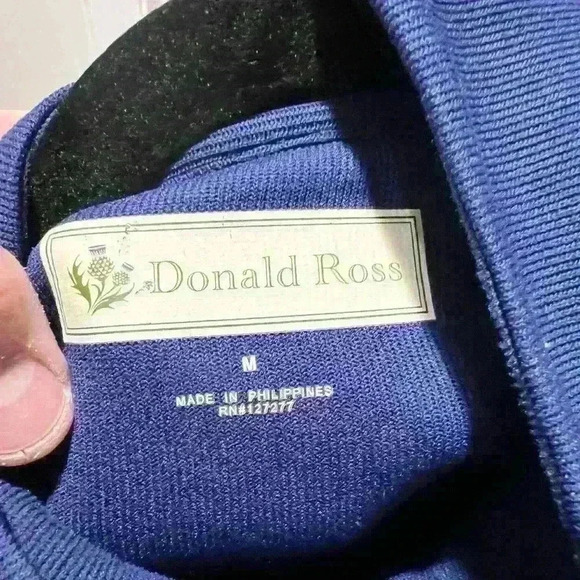 Donald Ross
M
MADE IN PHILIPPINES
RN#127277